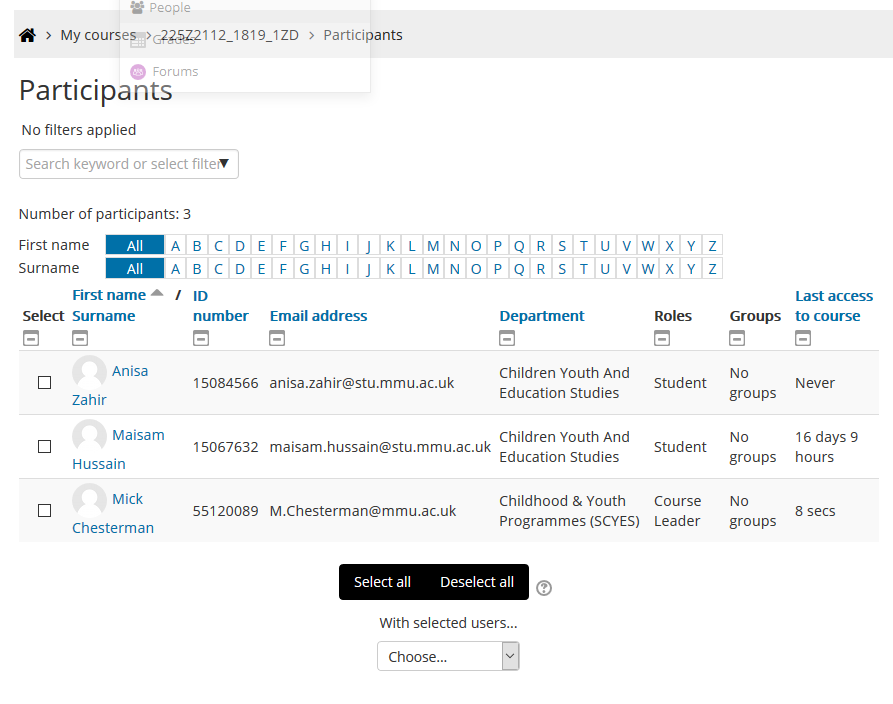 People
My courses > 225Z2112_1819_1ZD > Participants
Grades
Forums
Participants
No filters applied
Search keyword or select filter▼
Number of participants: 3
First name All A B C D E F G H I J K L M N O P Q R S T U V W X Y Z
Surname All A B C D E F G H I J K L M N O P Q R S T U V W X Y Z
Select First name / Surname ID number Email address Department Roles Groups Last access to course
Anisa Zahir 15084566 anisa.zahir@stu.mmu.ac.uk Children Youth And Education Studies Student No groups Never
Maisam Hussain 15067632 maisam.hussain@stu.mmu.ac.uk Children Youth And Education Studies Student No groups 16 days 9 hours
Mick Chesterman 55120089 M.Chesterman@mmu.ac.uk Childhood & Youth Programmes (SCYES) Course Leader No groups 8 secs
Select all Deselect all ?
With selected users...
Choose...